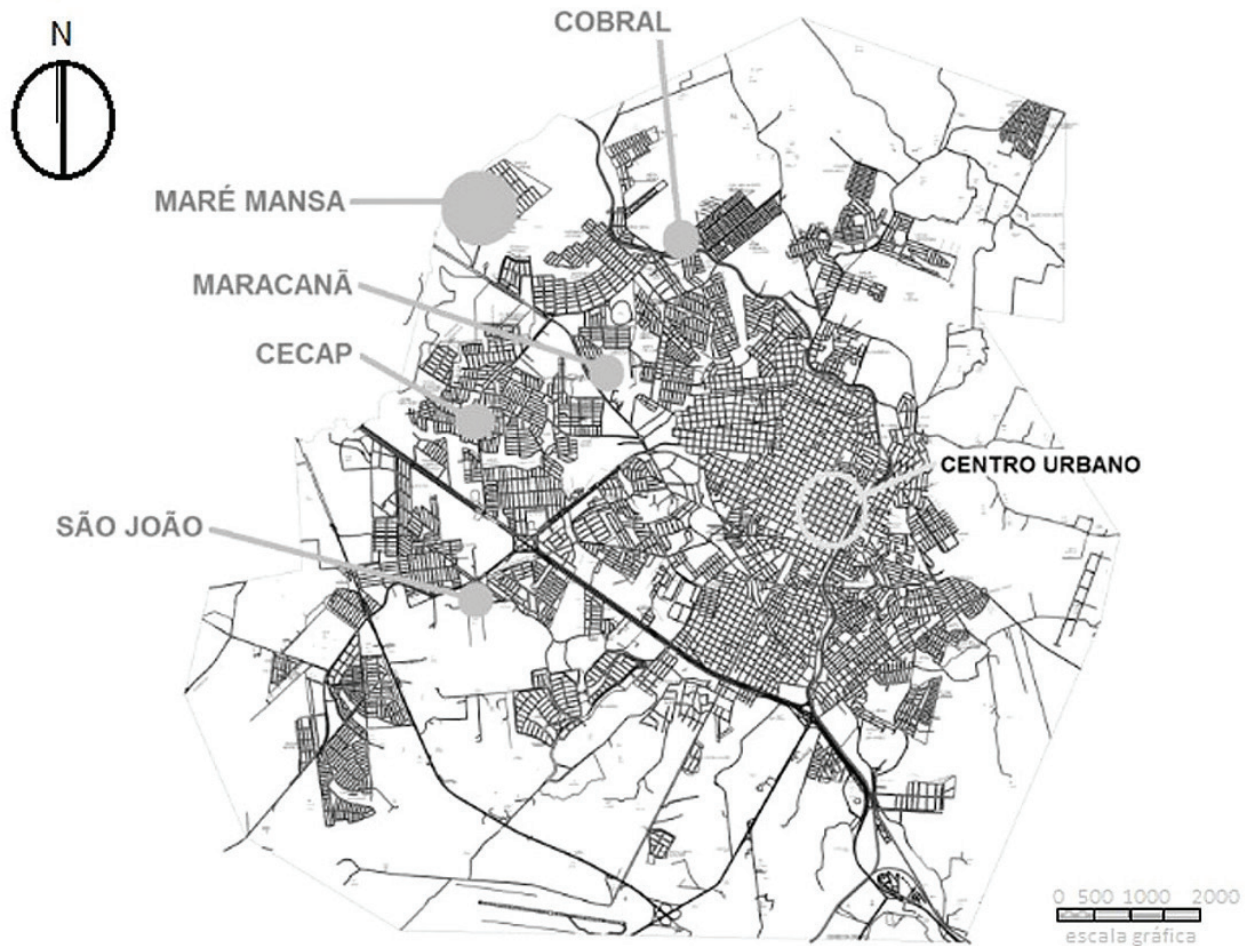 COBRAL
N
MARÉ MANSA
MARACANÃ
CECAP
CENTRO URBANO
SÃO JOÃO
0 500 1000 2000
escala gráfica